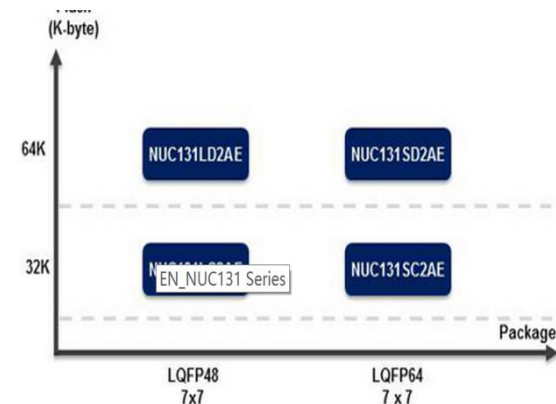 (K-byte)
64K
NUC131LD2AE
NUC131SD2AE
32K
EN_NUC131 Series
NUC131SC2AE
Package
LQFP48
LQFP64
7x7
7 x 7